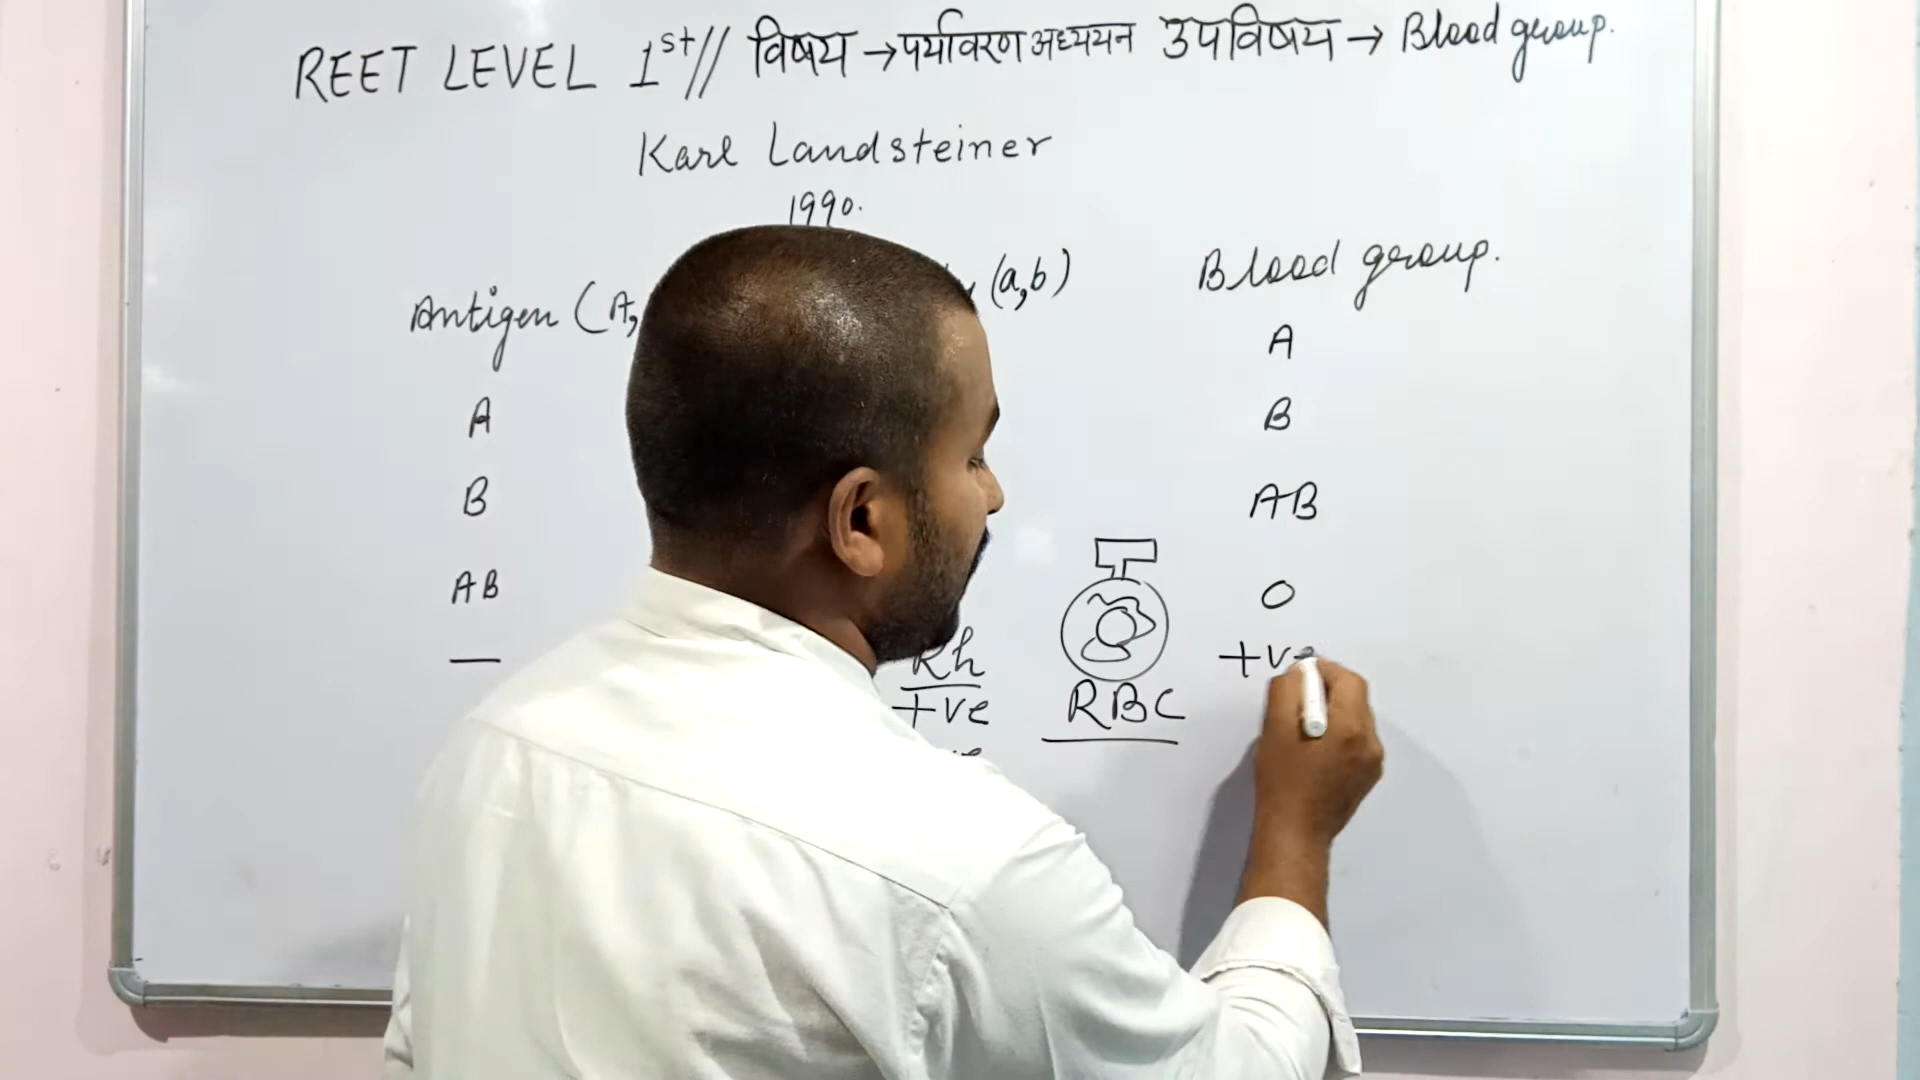 REET LEVEL 1st// विषय → पर्यावरण अध्ययन उपविषय → Blood group.
Karl Landsteiner
1990.
Antigen (A, (a,b) Blood group.
A
A
B
B
AB
AB
O
—
Rh
+ve
RBC
+ve